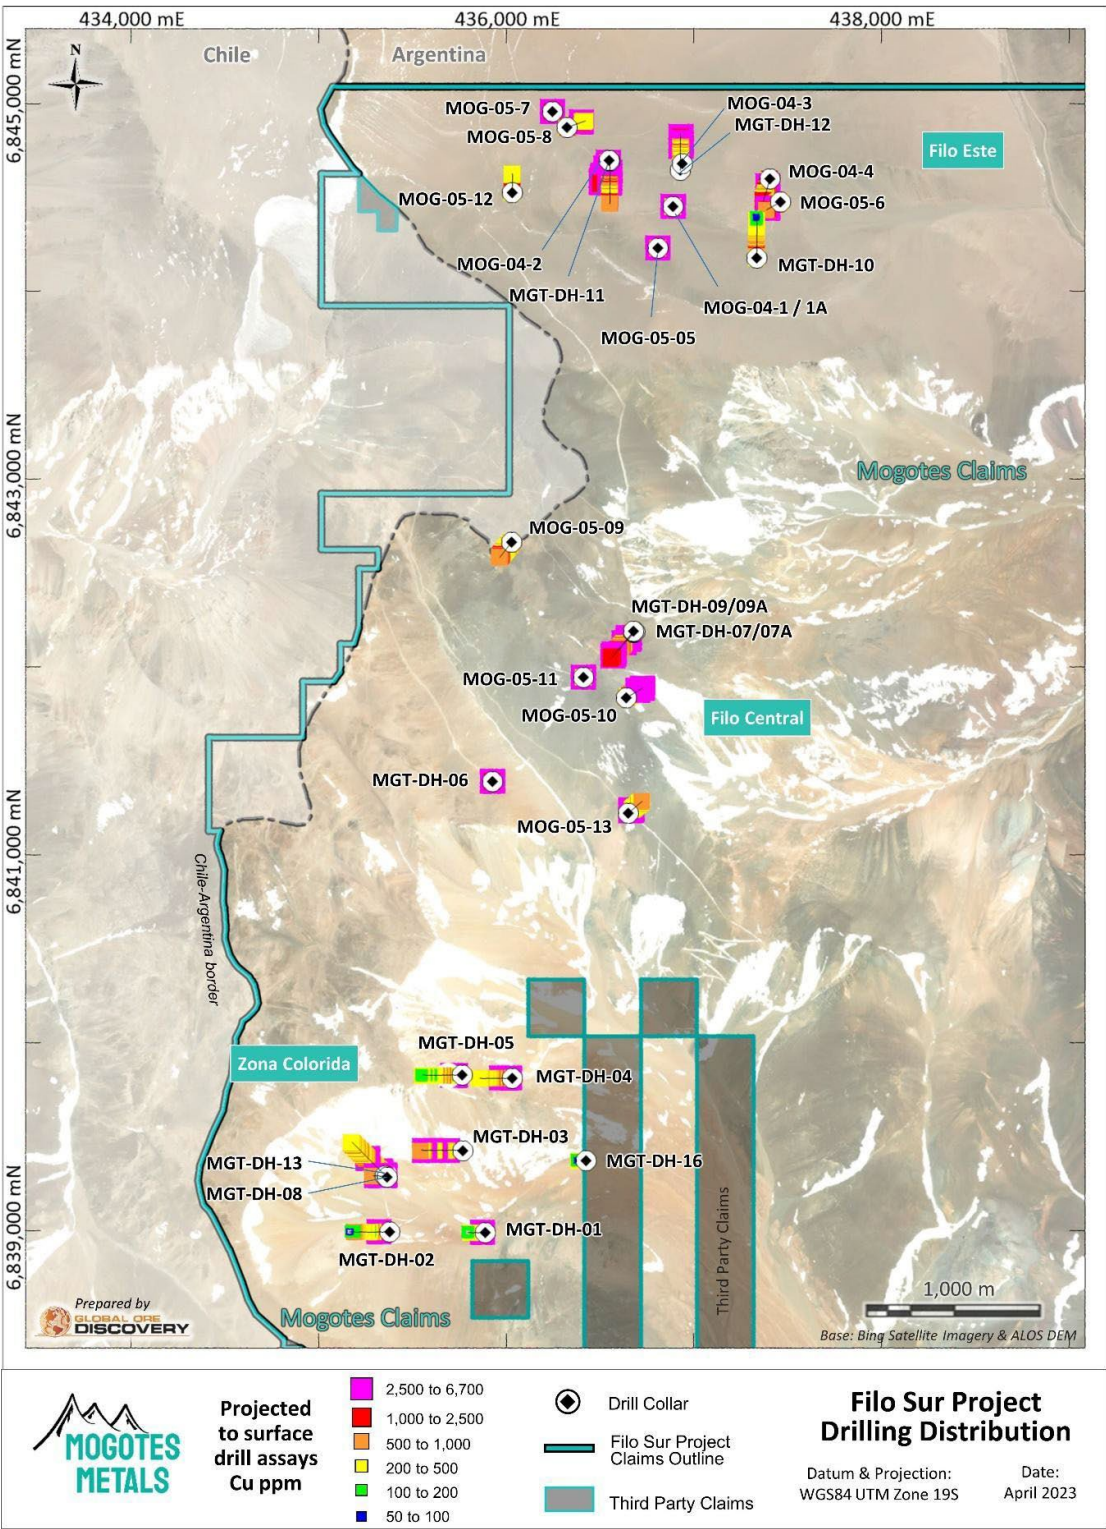 434,000 mE
436,000 mE
438,000 mE
6,845,000 mN
6,843,000 mN
6,841,000 mN
6,839,000 mN
N
Chile
Argentina
MOG-05-7
MOG-05-8
MOG-04-3
MGT-DH-12
Filo Este
MOG-04-4
MOG-05-12
MOG-05-6
MOG-04-2
MGT-DH-10
MGT-DH-11
MOG-04-1 / 1A
MOG-05-05
Mogotes Claims
MOG-05-09
MGT-DH-09/09A
MGT-DH-07/07A
MOG-05-11
MOG-05-10
Filo Central
MGT-DH-06
MOG-05-13
Chile-Argentina border
MGT-DH-05
Zona Colorida
MGT-DH-04
MGT-DH-03
MGT-DH-13
MGT-DH-16
MGT-DH-08
MGT-DH-01
MGT-DH-02
Third Party Claims
1,000 m
Prepared by
GLOBAL ORE
DISCOVERY
Mogotes Claims
Base: Bing Satellite Imagery & ALOS DEM
MOGOTES
METALS
Projected
to surface
drill assays
Cu ppm
2,500 to 6,700
1,000 to 2,500
500 to 1,000
200 to 500
100 to 200
50 to 100
Drill Collar
Filo Sur Project
Claims Outline
Third Party Claims
Filo Sur Project
Drilling Distribution
Datum & Projection:
WGS84 UTM Zone 19S
Date:
April 2023